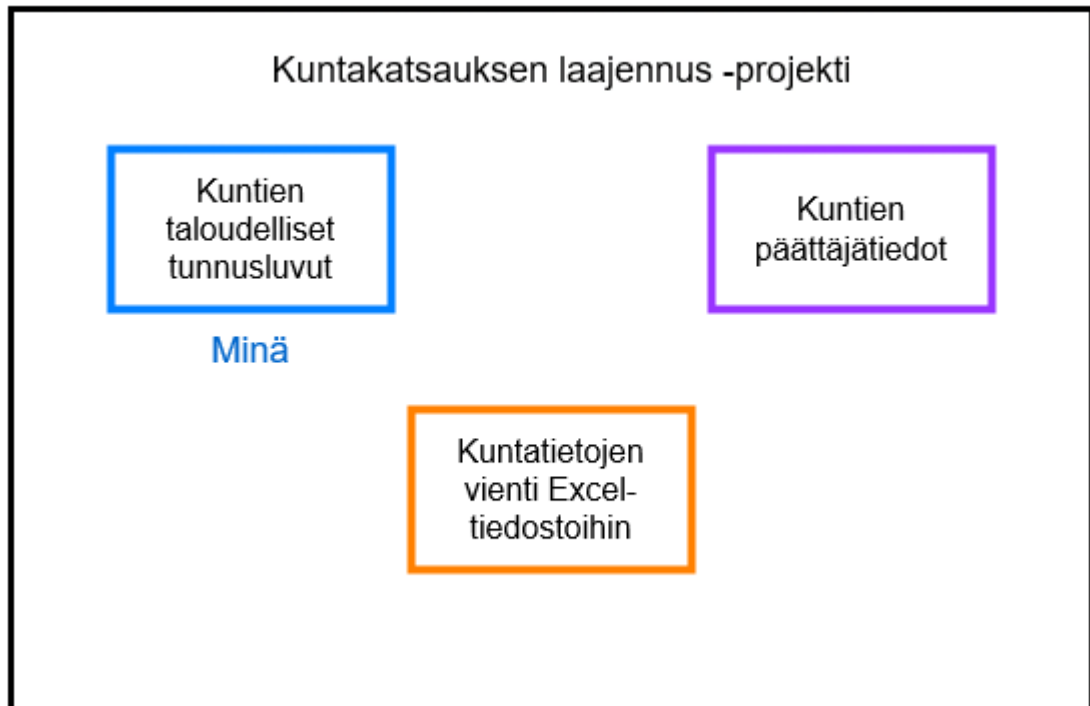 Kuntakatsauksen laajennus -projekti
Kuntien
taloudelliset
tunnusluvut
Kuntien
päättäjätiedot
Minä
Kuntatietojen
vienti Excel-
tiedostoihin